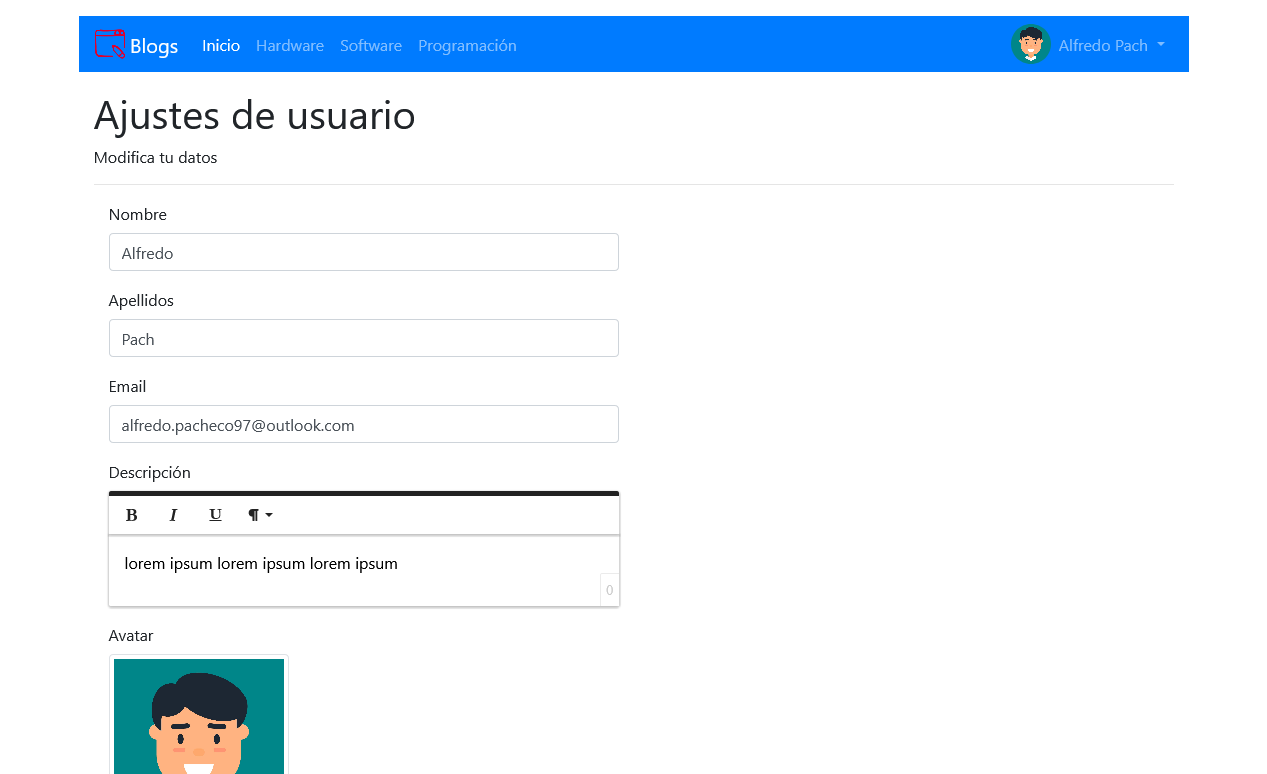 Blogs Inicio Hardware Software Programación Alfredo Pach
Ajustes de usuario
Modifica tu datos
Nombre
Alfredo
Apellidos
Pach
Email
alfredo.pacheco97@outlook.com
Descripción
B I U ¶
lorem ipsum lorem ipsum lorem ipsum
0
Avatar